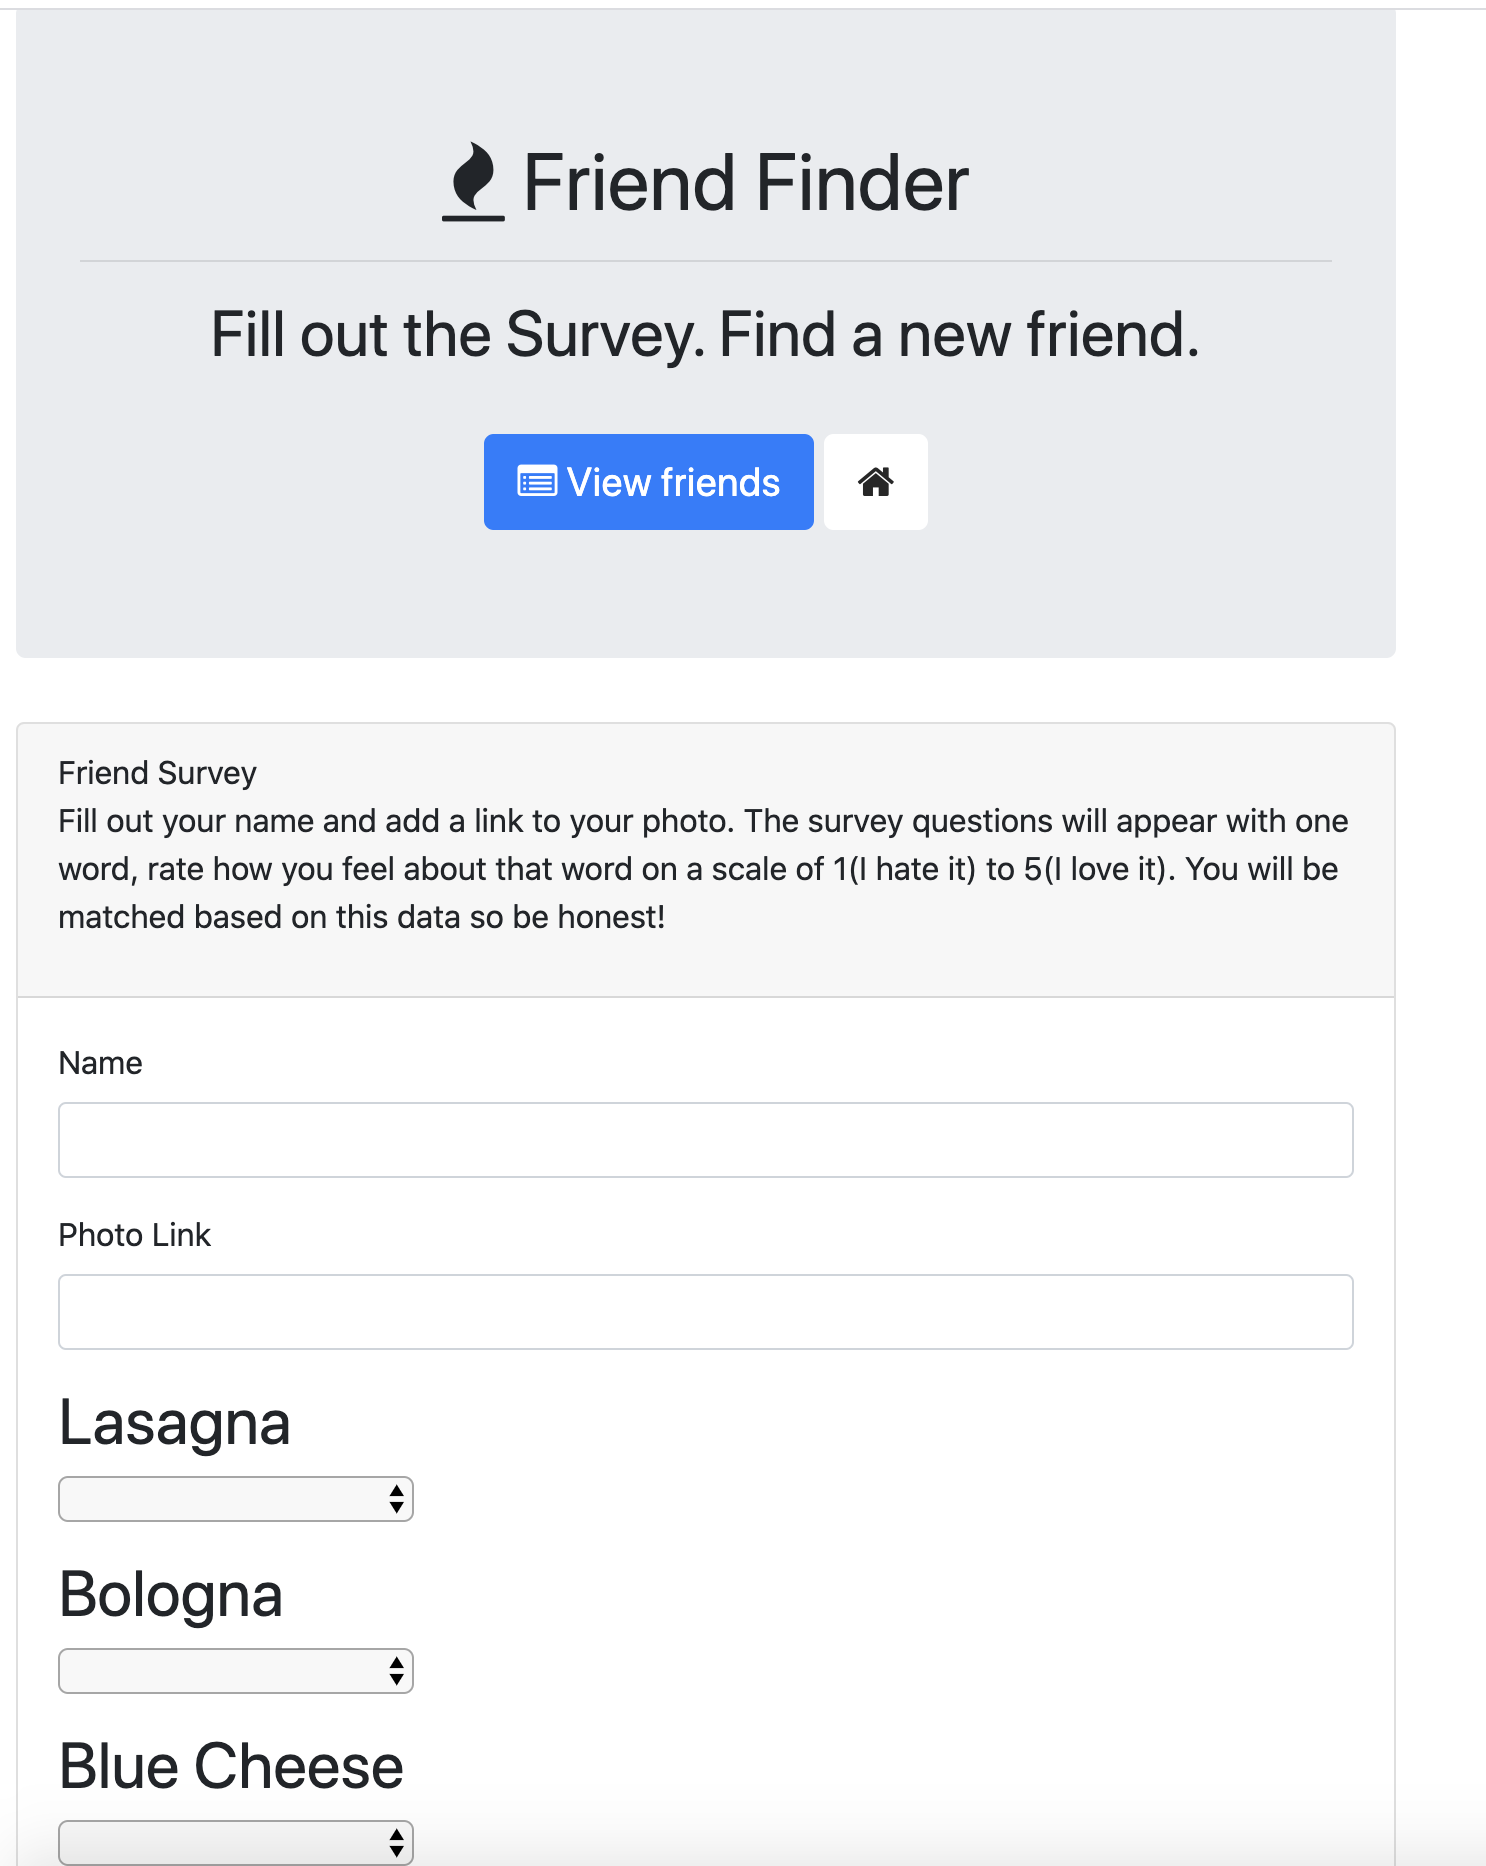 Friend Finder
Fill out the Survey. Find a new friend.
View friends
Friend Survey
Fill out your name and add a link to your photo. The survey questions will appear with one
word, rate how you feel about that word on a scale of 1(I hate it) to 5(I love it). You will be
matched based on this data so be honest!
Name
Photo Link
Lasagna
Bologna
Blue Cheese